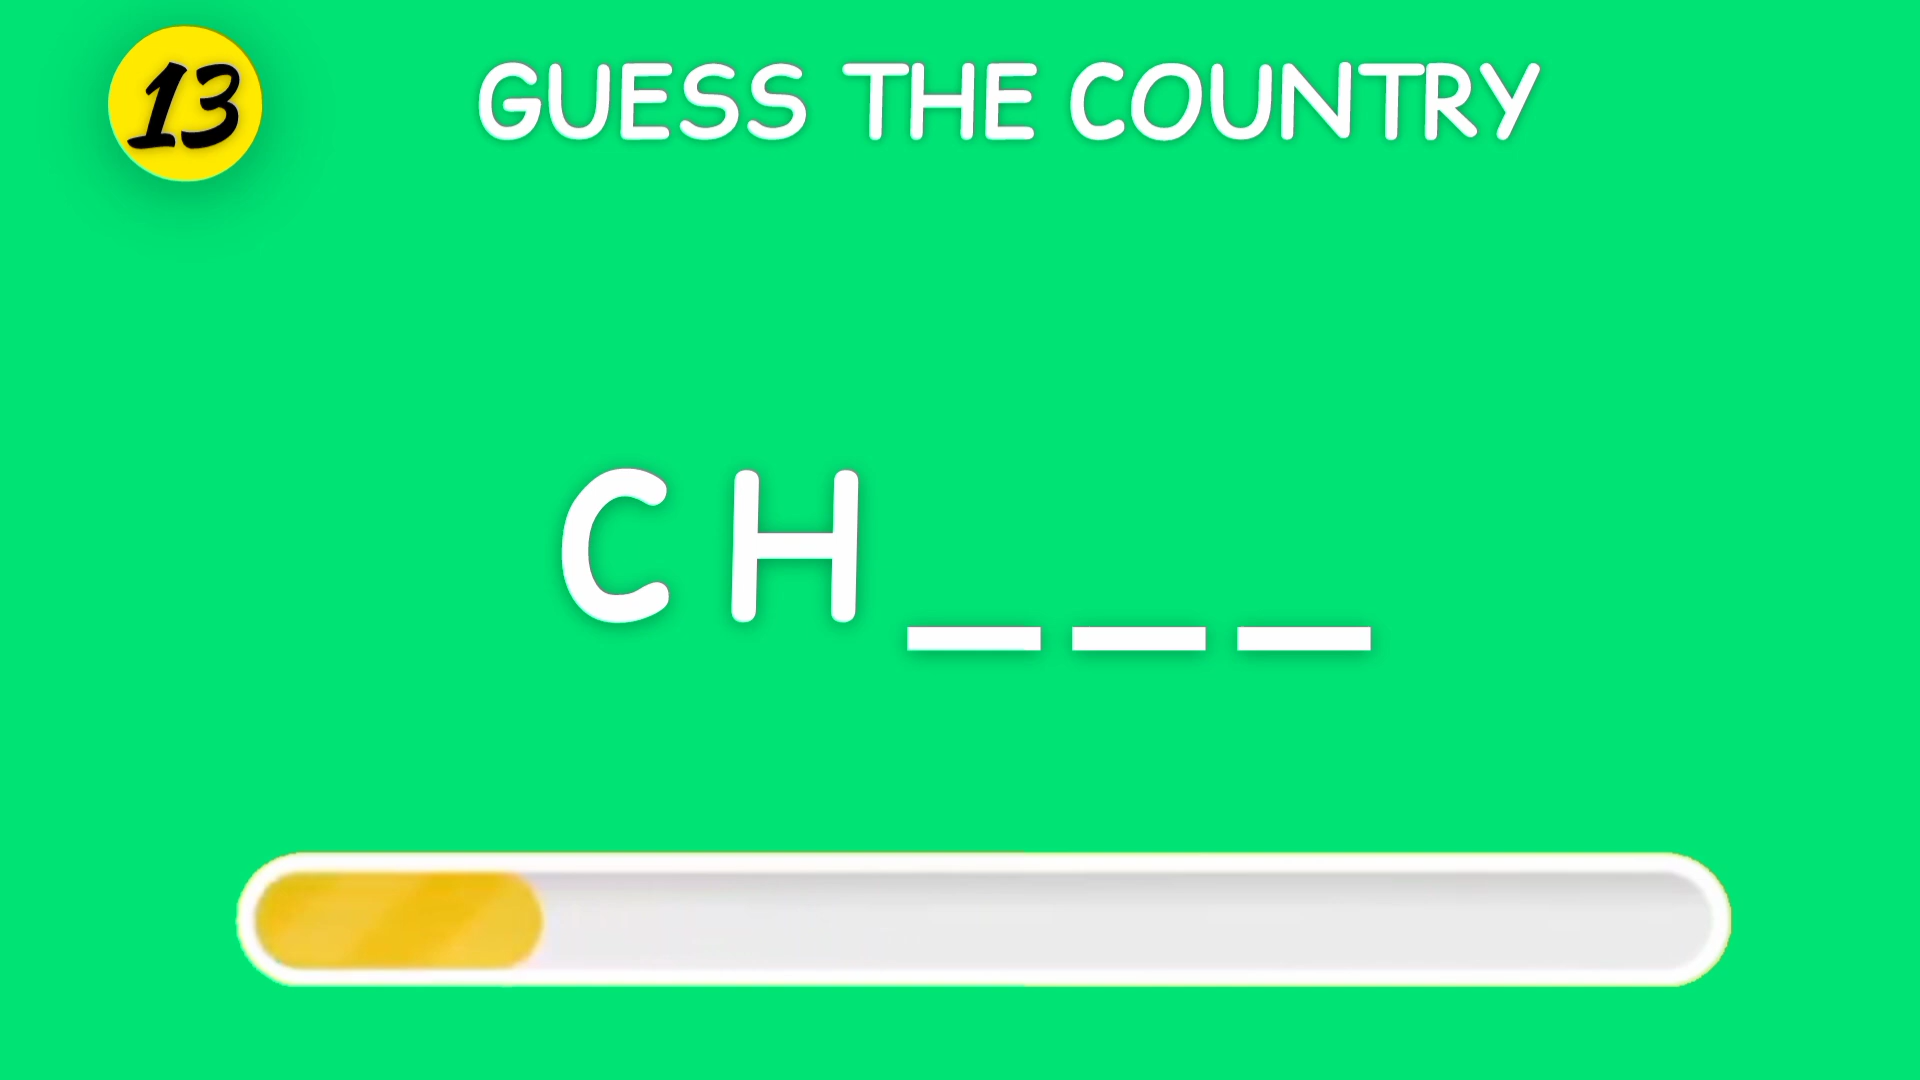 13
GUESS THE COUNTRY
C H _ _ _